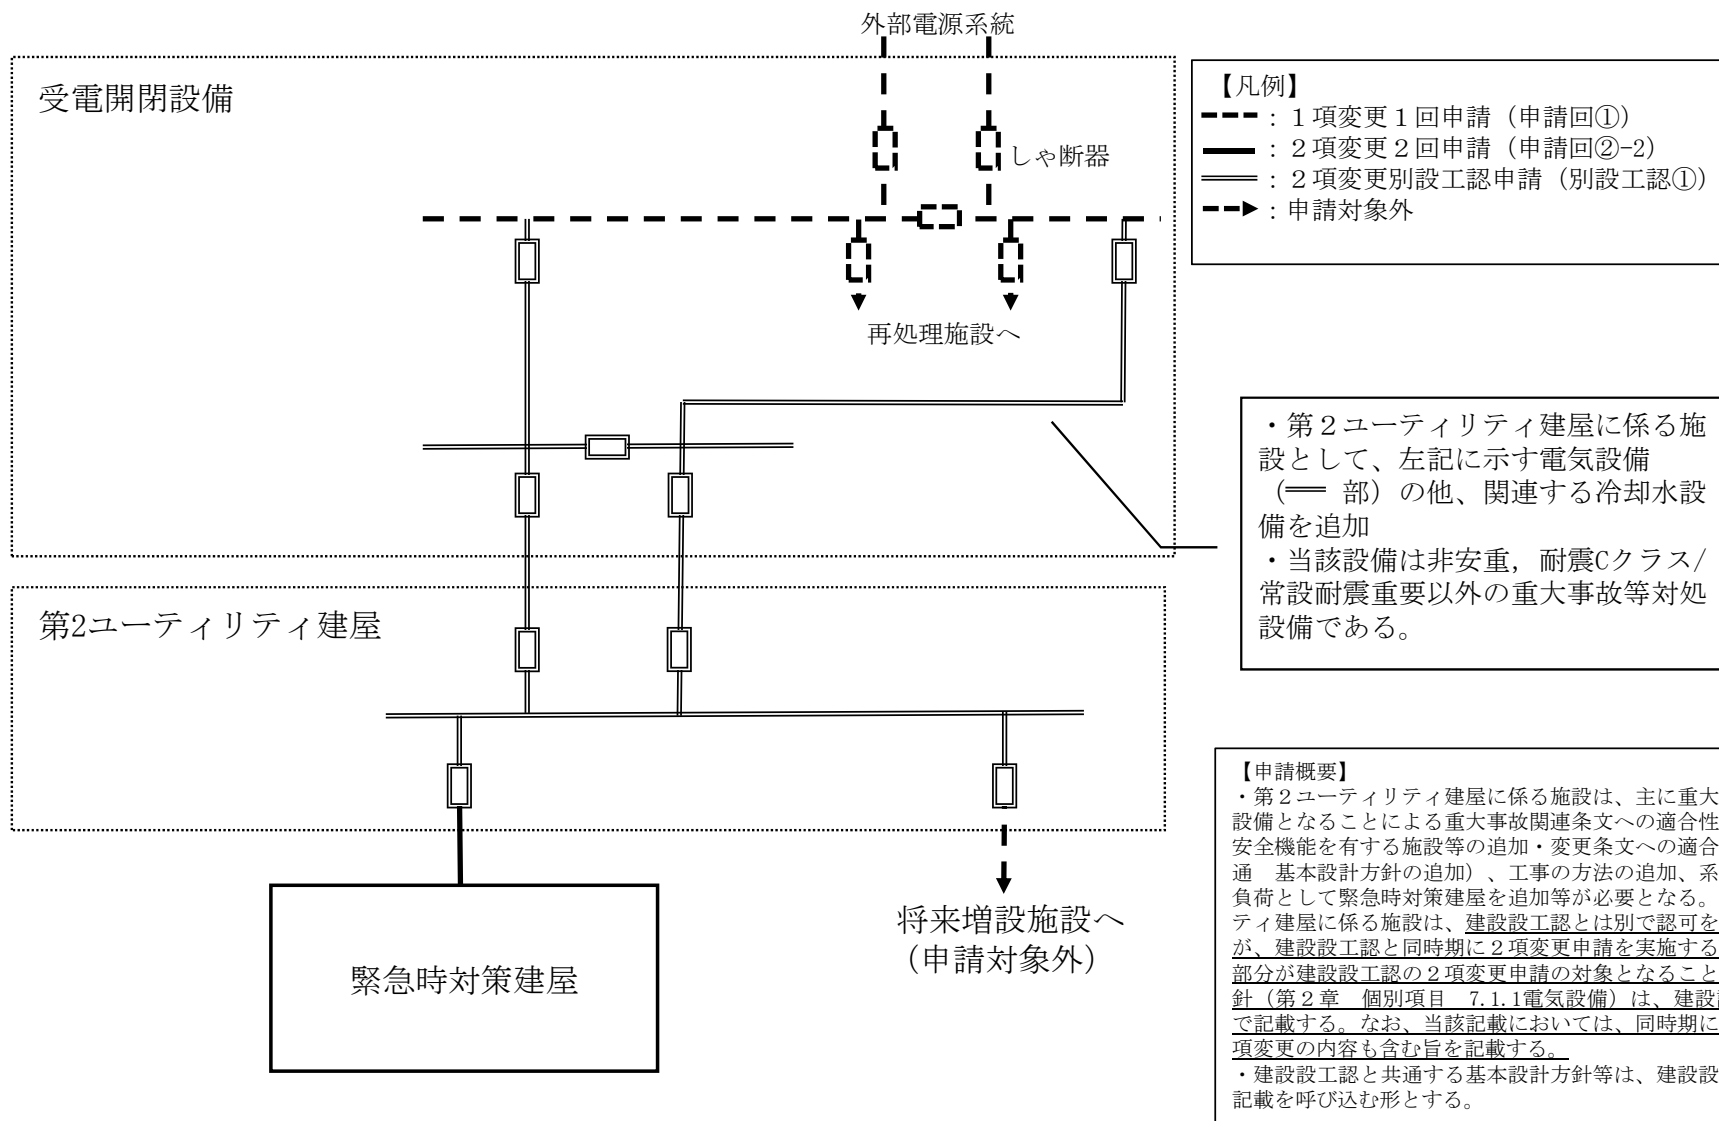 外部電源系統
受電開閉設備
しゃ断器
再処理施設へ
【凡例】
：１項変更１回申請（申請回①）
：２項変更２回申請（申請回②-2）
：２項変更別設工認申請（別設工認①）
：申請対象外
・第２ユーティリティ建屋に係る施
設として、左記に示す電気設備
（ 部）の他、関連する冷却水設
備を追加
・当該設備は非安重，耐震Cクラス/
常設耐震重要以外の重大事故等対処
設備である。
第2ユーティリティ建屋
将来増設施設へ
（申請対象外）
緊急時対策建屋
【申請概要】
・第２ユーティリティ建屋に係る施設は、主に重大
設備となることによる重大事故関連条文への適合性
安全機能を有する施設等の追加・変更条文への適合
通　基本設計方針の追加）、工事の方法の追加、系
負荷として緊急時対策建屋を追加等が必要となる。
ティ建屋に係る施設は、建設設工認とは別で認可を
が、建設設工認と同時期に２項変更申請を実施する
部分が建設設工認の２項変更申請の対象となること
針（第２章　個別項目　7.1.1電気設備）は、建設
で記載する。なお、当該記載においては、同時期に
項変更の内容も含む旨を記載する。
・建設設工認と共通する基本設計方針等は、建設設
記載を呼び込む形とする。